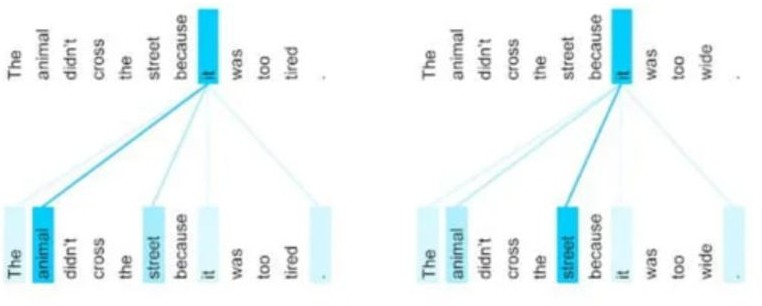 The animal didn't cross the street because it was too tired .
The animal didn't cross the street because it was too wide .
The animal didn't cross the street because it was too tired .
The animal didn't cross the street because it was too wide .